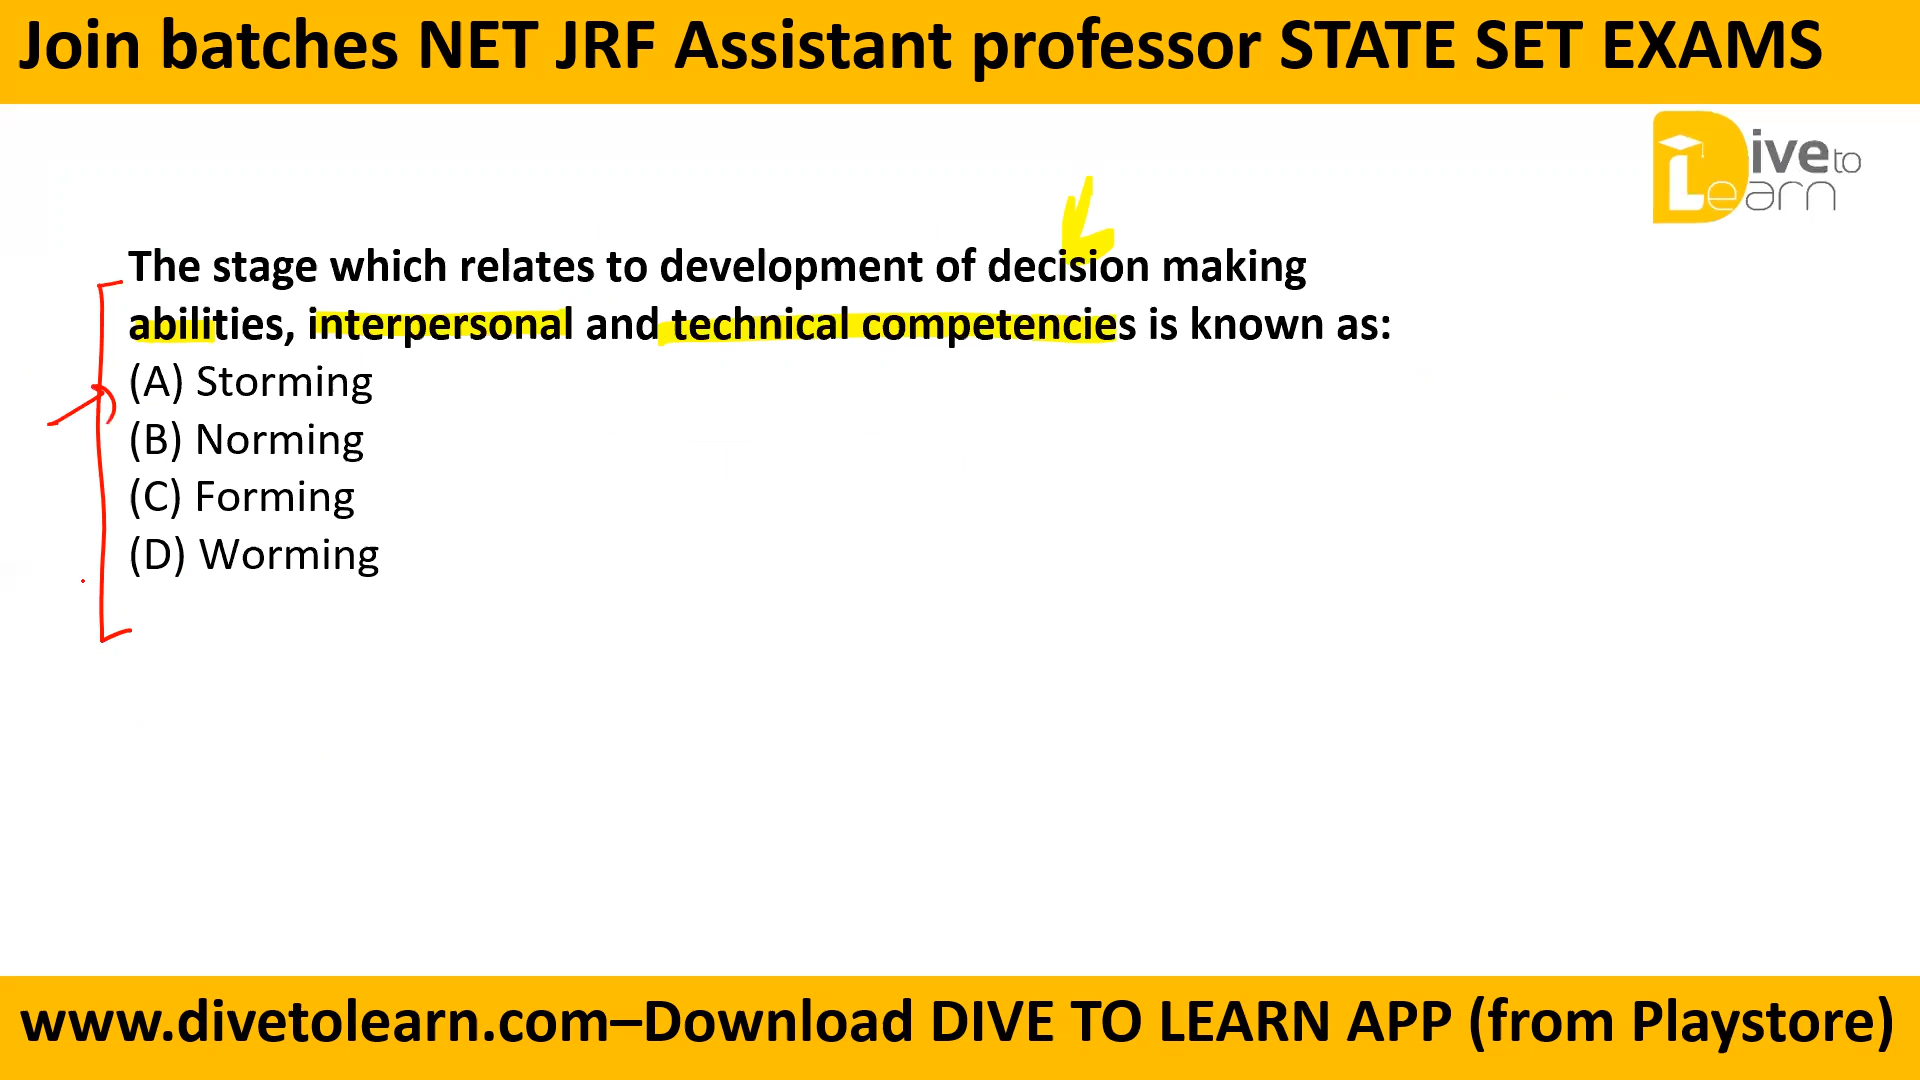 Join batches NET JRF Assistant professor STATE SET EXAMS
Dive to
Learn
The stage which relates to development of decision making
abilities, interpersonal and technical competencies is known as:
(A) Storming
(B) Norming
(C) Forming
(D) Worming
www.divetolearn.com–Download DIVE TO LEARN APP (from Playstore)